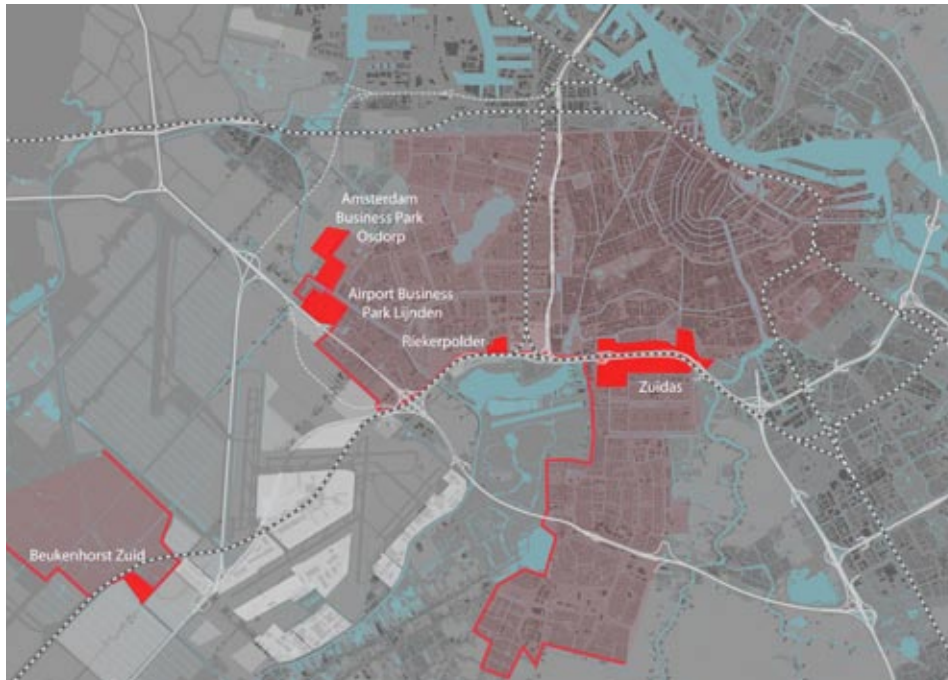 Amsterdam
Business Park
Osdorp
Airport Business
Park Lijnden
Riekerpolder
Zuidas
Beukenhorst Zuid